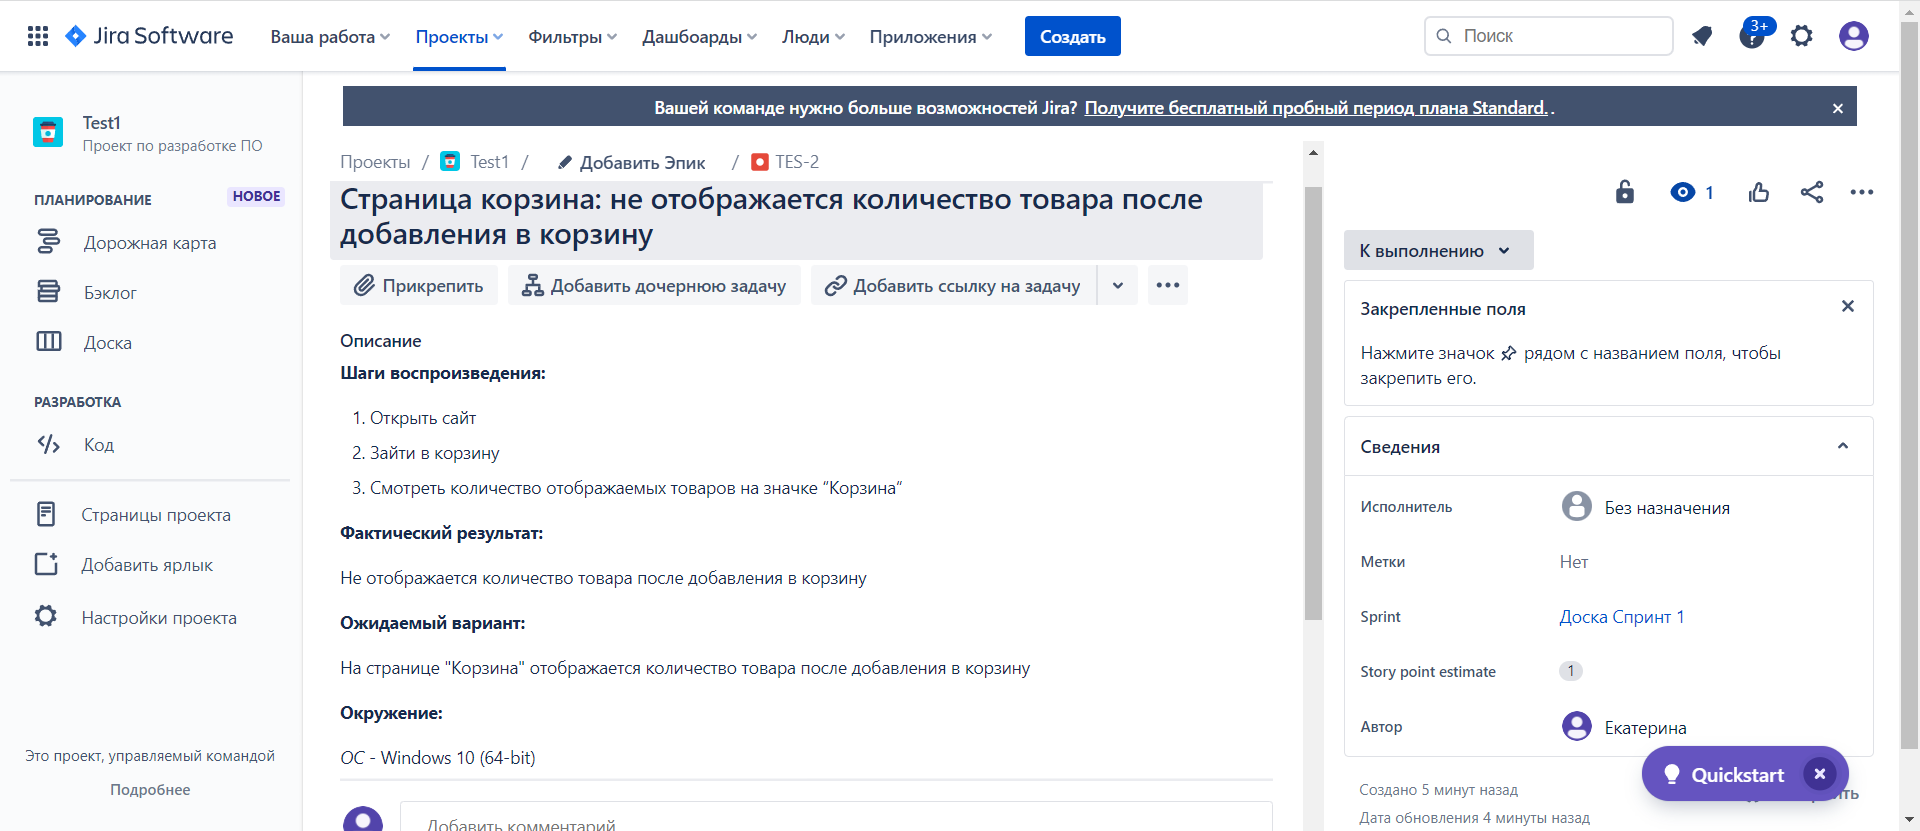 Jira Software
Ваша работа
Проекты
Фильтры
Дашбоарды
Люди
Приложения
Создать
Поиск
3+
Test1
Проект по разработке ПО
ПЛАНИРОВАНИЕ
НОВОЕ
Дорожная карта
Бэклог
Доска
РАЗРАБОТКА
Код
Страницы проекта
Добавить ярлык
Настройки проекта
Это проект, управляемый командой
Подробнее
Вашей команде нужно больше возможностей Jira? Получите бесплатный пробный период плана Standard. .
Проекты / Test1 / Добавить Эпик / TES-2
Страница корзина: не отображается количество товара после
добавления в корзину
Прикрепить
Добавить дочернюю задачу
Добавить ссылку на задачу
Описание
Шаги воспроизведения:
1. Открыть сайт
2. Зайти в корзину
3. Смотреть количество отображаемых товаров на значке “Корзина“
Фактический результат:
Не отображается количество товара после добавления в корзину
Ожидаемый вариант:
На странице "Корзина" отображается количество товара после добавления в корзину
Окружение:
ОС - Windows 10 (64-bit)
Добавить комментарий
1
К выполнению
Закрепленные поля
Нажмите значок рядом с названием поля, чтобы
закрепить его.
Сведения
Исполнитель
Без назначения
Метки
Нет
Sprint
Доска Спринт 1
Story point estimate
1
Автор
Екатерина
Quickstart
Создано 5 минут назад
Дата обновления 4 минуты назад